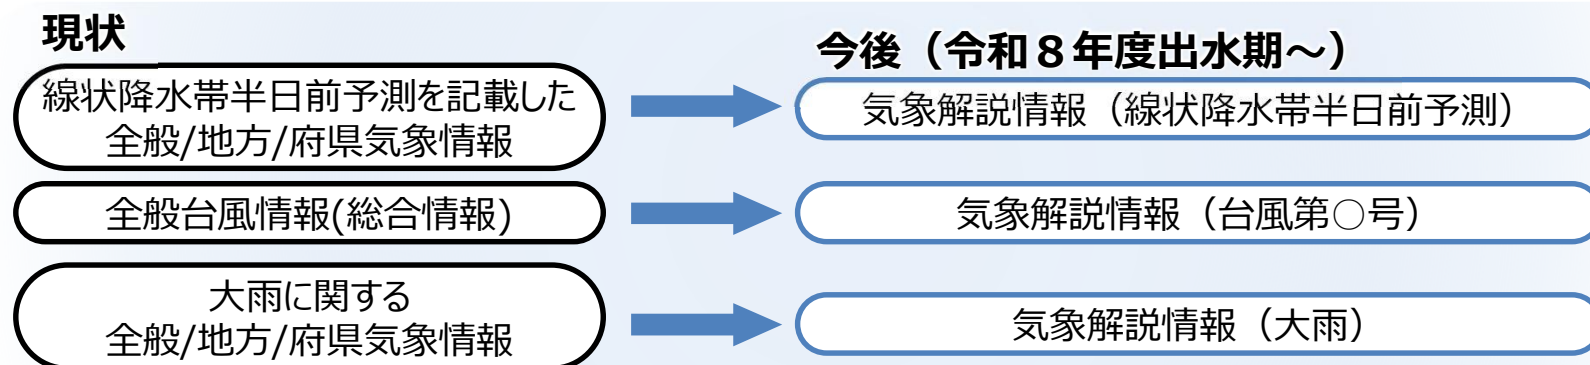 現状
今後（令和８年度出水期～）
線状降水帯半日前予測を記載した
全般/地方/府県気象情報
気象解説情報（線状降水帯半日前予測）
全般台風情報(総合情報)
気象解説情報（台風第○号）
大雨に関する
全般/地方/府県気象情報
気象解説情報（大雨）